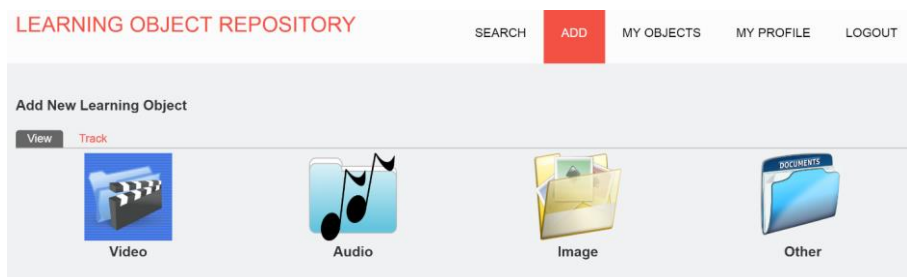 LEARNING OBJECT REPOSITORY
SEARCH ADD MY OBJECTS MY PROFILE LOGOUT
Add New Learning Object
View Track
DOCUMENTS
Video Audio Image Other